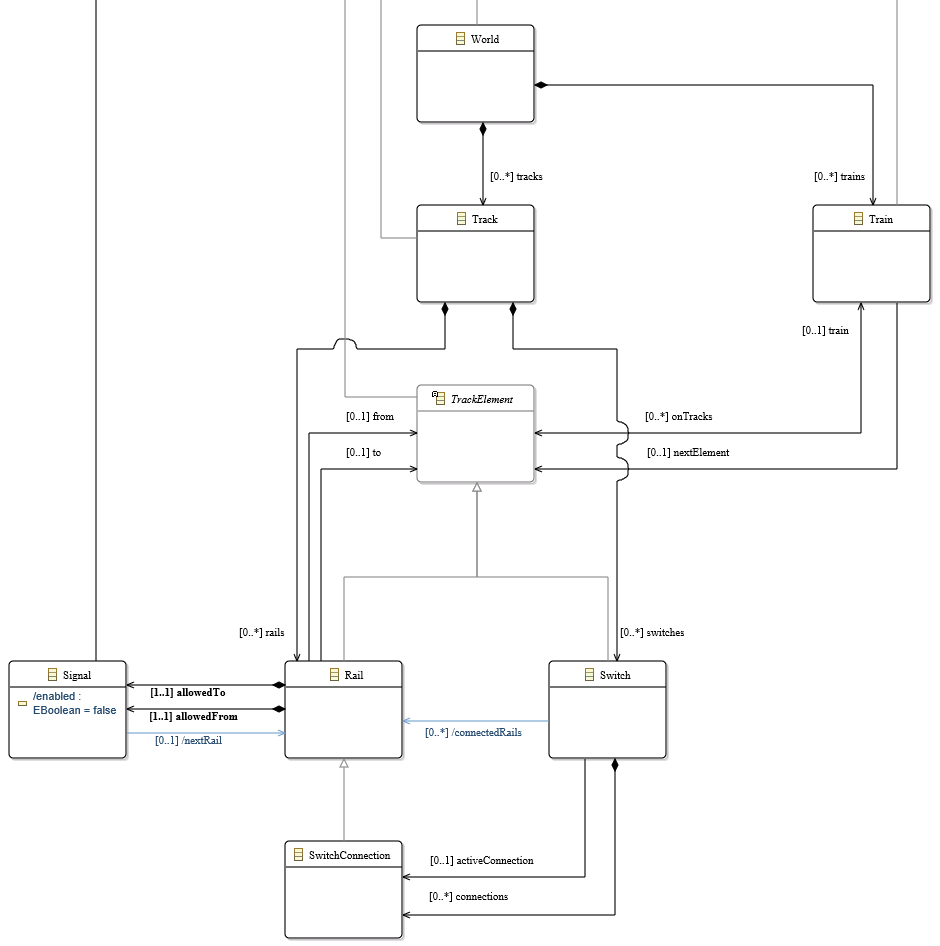 World
[0..*] tracks
[0..*] trains
Track
Train
[0..1] train
TrackElement
[0..1] from
[0..*] onTracks
[0..1] to
[0..1] nextElement
[0..*] rails
[0..*] switches
Signal
Rail
Switch
/enabled :
EBoolean = false
[1..1] allowedTo
[1..1] allowedFrom
[0..1] /nextRail
[0..*] /connectedRails
SwitchConnection
[0..1] activeConnection
[0..*] connections